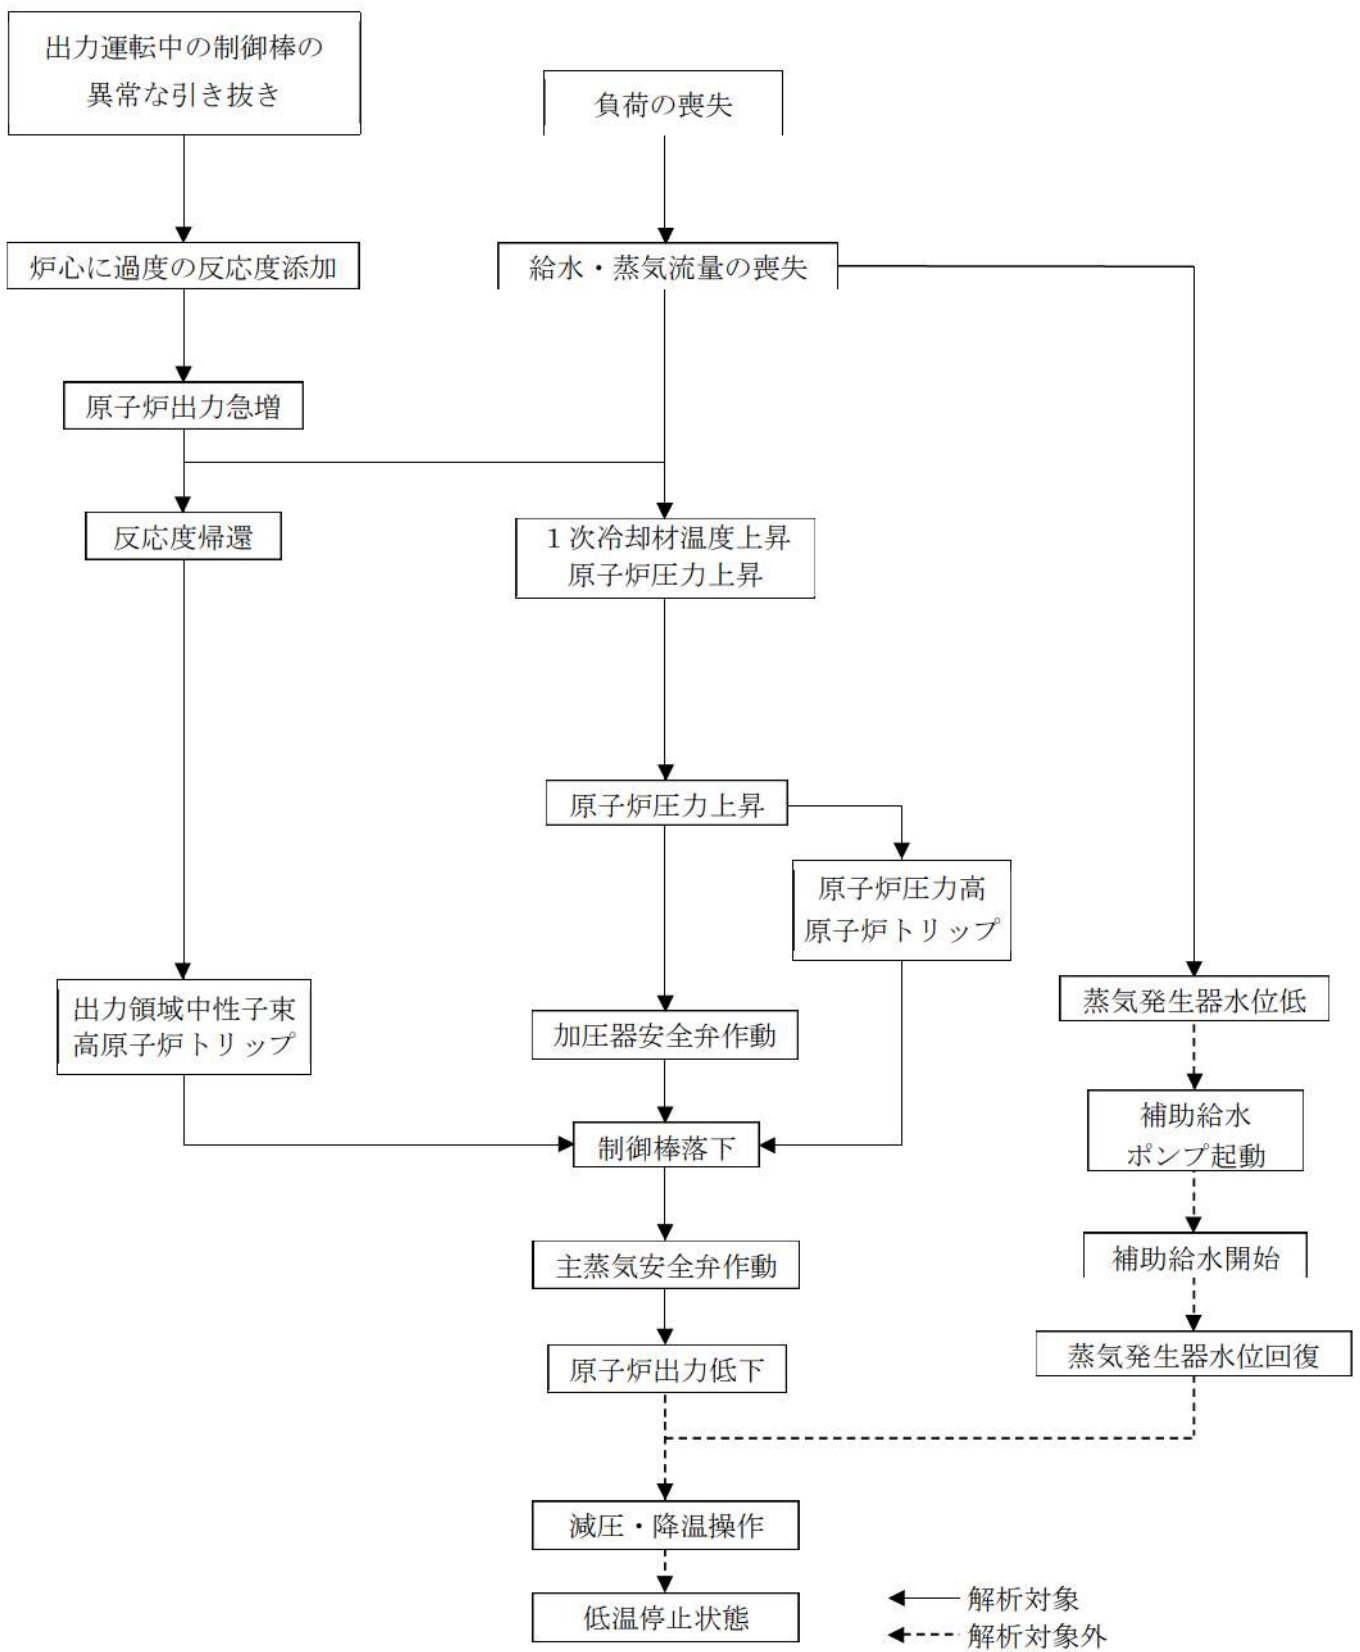 出力運転中の制御棒の
異常な引き抜き
負荷の喪失
炉心に過度の反応度添加
給水・蒸気流量の喪失
原子炉出力急増
反応度帰還
１次冷却材温度上昇
原子炉圧力上昇
原子炉圧力上昇
原子炉圧力高
原子炉トリップ
出力領域中性子束
高原子炉トリップ
蒸気発生器水位低
加圧器安全弁作動
補助給水
ポンプ起動
制御棒落下
主蒸気安全弁作動
補助給水開始
原子炉出力低下
蒸気発生器水位回復
減圧・降温操作
低温停止状態
解析対象
解析対象外